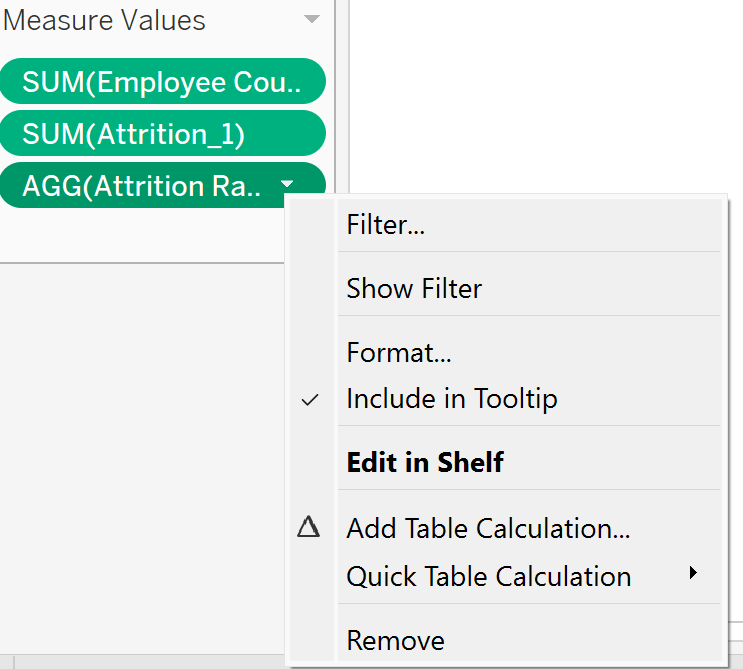 Measure Values
SUM(Employee Cou..
SUM(Attrition_1)
AGG(Attrition Ra..
Filter...
Show Filter
Format...
Include in Tooltip
Edit in Shelf
Add Table Calculation...
Quick Table Calculation
Remove